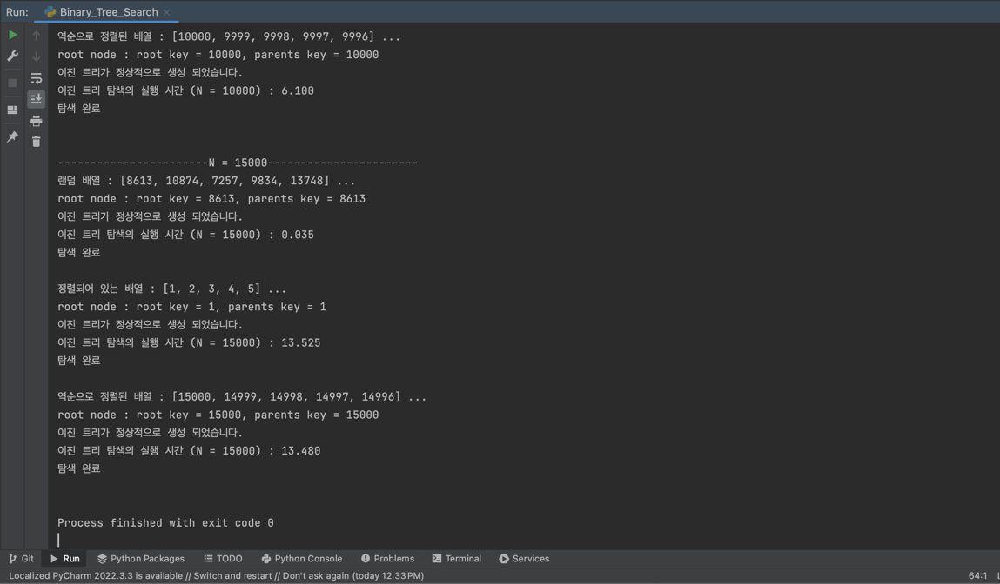 Run: Binary_Tree_Search
역순으로 정렬된 배열 : [10000, 9999, 9998, 9997, 9996] ...
root node : root key = 10000, parents key = 10000
이진 트리가 정상적으로 생성 되었습니다.
이진 트리 탐색의 실행 시간 (N = 10000) : 6.100
탐색 완료
-----------------------N = 15000-----------------------
랜덤 배열 : [8613, 10874, 7257, 9834, 13748] ...
root node : root key = 8613, parents key = 8613
이진 트리가 정상적으로 생성 되었습니다.
이진 트리 탐색의 실행 시간 (N = 15000) : 0.035
탐색 완료
정렬되어 있는 배열 : [1, 2, 3, 4, 5] ...
root node : root key = 1, parents key = 1
이진 트리가 정상적으로 생성 되었습니다.
이진 트리 탐색의 실행 시간 (N = 15000) : 13.525
탐색 완료
역순으로 정렬된 배열 : [15000, 14999, 14998, 14997, 14996] ...
root node : root key = 15000, parents key = 15000
이진 트리가 정상적으로 생성 되었습니다.
이진 트리 탐색의 실행 시간 (N = 15000) : 13.480
탐색 완료
Process finished with exit code 0
Git Run Python Packages TODO Python Console Problems Terminal Services
Localized PyCharm 2022.3.3 is available // Switch and restart // Don't ask again (today 12:33 PM) 64:1